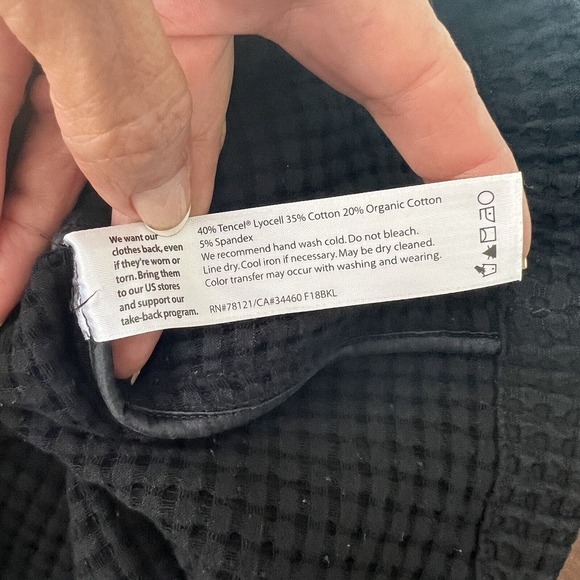 We want our
clothes back, even
if they're worn or
torn. Bring them
to our US stores
and support our
take-back program.
40% Tencel® Lyocell 35% Cotton 20% Organic Cotton
5% Spandex
We recommend hand wash cold. Do not bleach.
Line dry. Cool iron if necessary. May be dry cleaned.
Color transfer may occur with washing and wearing.
RN#78121/CA#34460 F18BKL